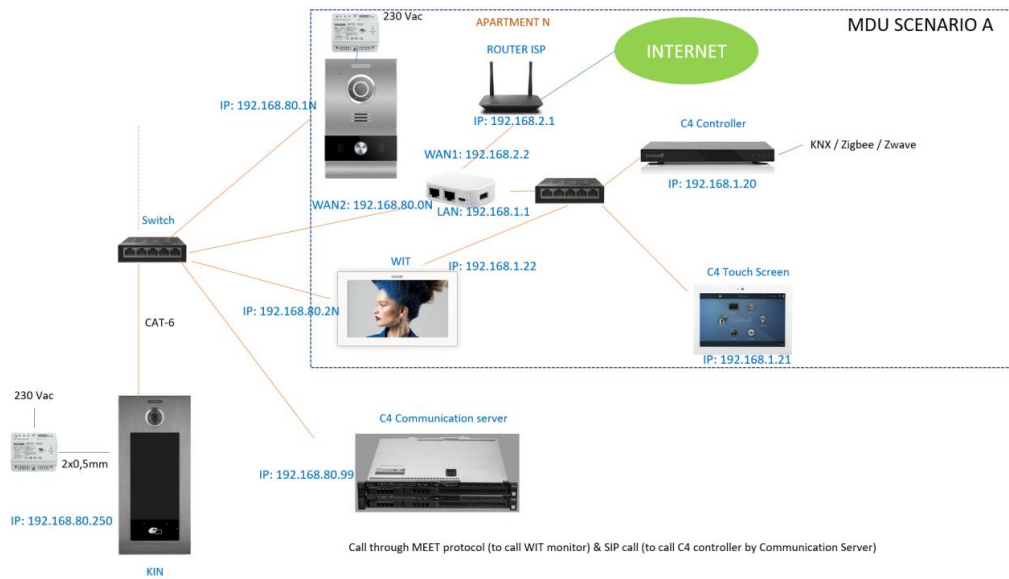 MDU SCENARIO A
230 Vac
APARTMENT N
ROUTER ISP
INTERNET
IP: 192.168.80.1N
IP: 192.168.2.1
C4 Controller
KNX / Zigbee / Zwave
WAN1: 192.168.2.2
IP: 192.168.1.20
WAN2: 192.168.80.0N
LAN: 192.168.1.1
Switch
WIT
IP: 192.168.1.22
C4 Touch Screen
IP: 192.168.80.2N
CAT-6
IP: 192.168.1.21
230 Vac
C4 Communication server
2x0,5mm
IP: 192.168.80.99
IP: 192.168.80.250
Call through MEET protocol (to call WIT monitor) & SIP call (to call C4 controller by Communication Server)
KIN